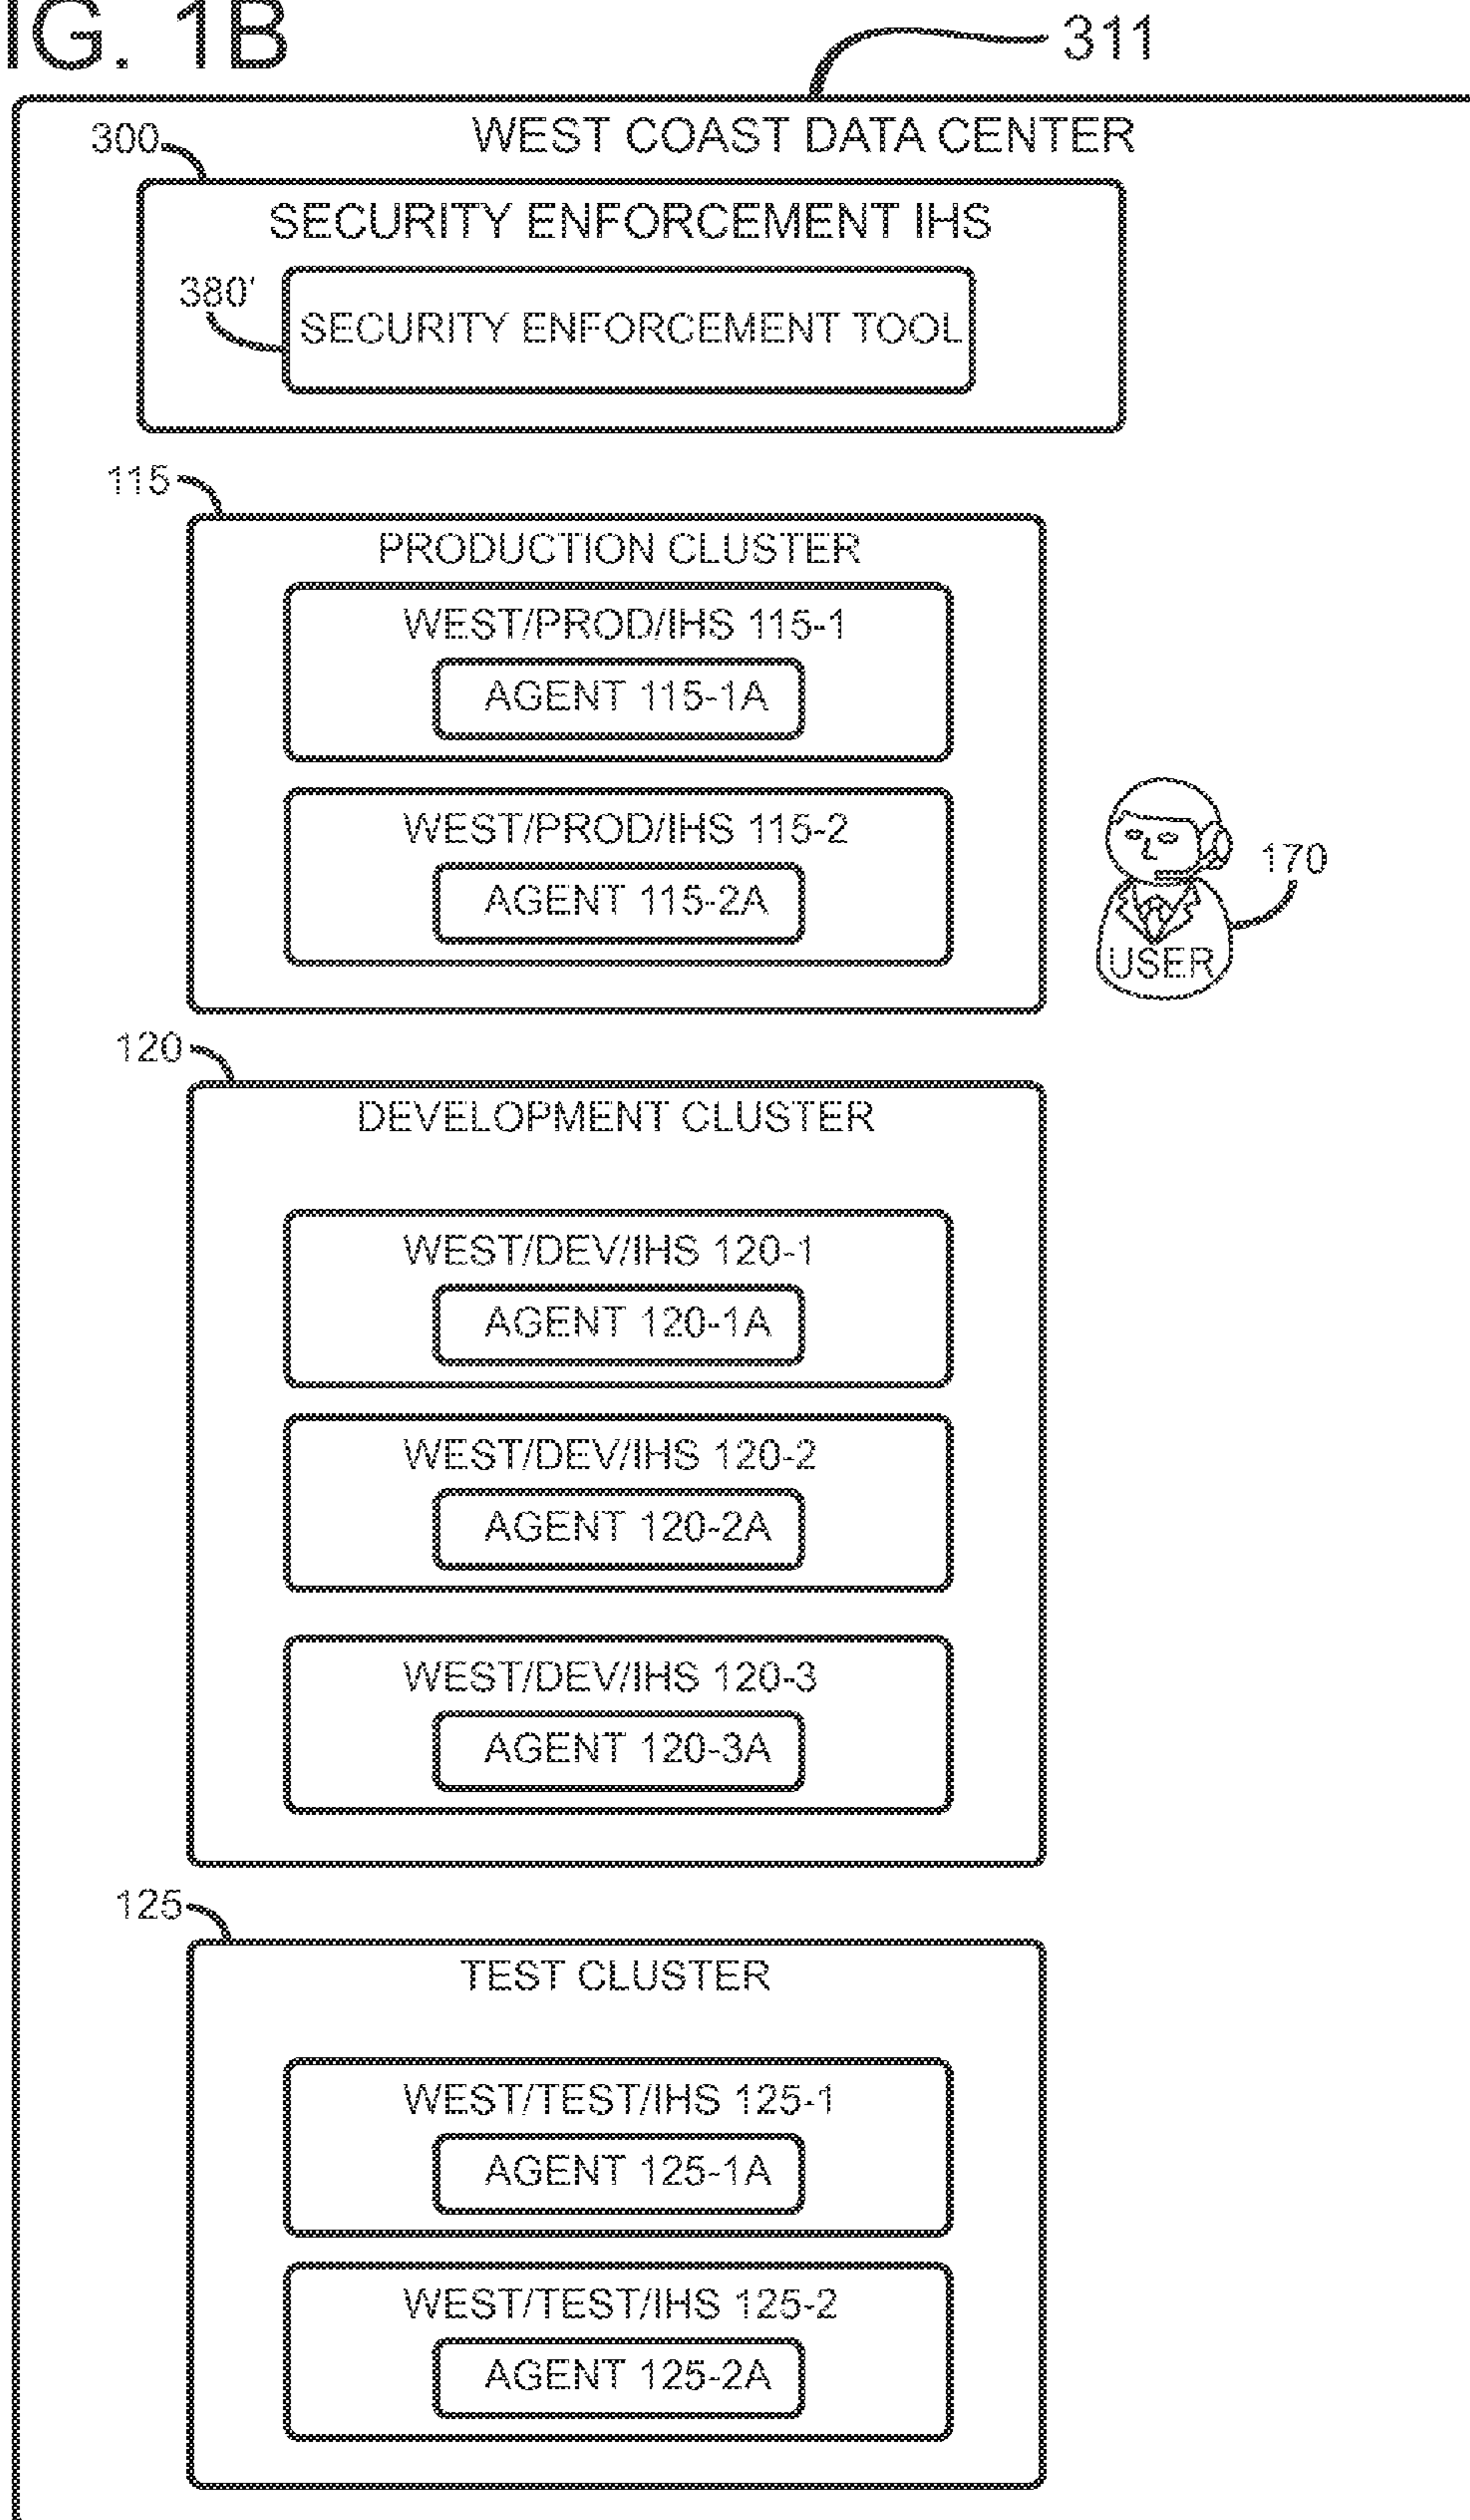 IG. 1B
311
WEST COAST DATA CENTER
300
SECURITY ENFORCEMENT IHS
380'
SECURITY ENFORCEMENT TOOL
115
PRODUCTION CLUSTER
WEST/PROD/IHS 115-1
AGENT 115-1A
WEST/PROD/IHS 115-2
AGENT 115-2A
170
USER
120
DEVELOPMENT CLUSTER
WEST/DEV/IHS 120-1
AGENT 120-1A
WEST/DEV/IHS 120-2
AGENT 120-2A
WEST/DEV/IHS 120-3
AGENT 120-3A
125
TEST CLUSTER
WEST/TEST/IHS 125-1
AGENT 125-1A
WEST/TEST/IHS 125-2
AGENT 125-2A